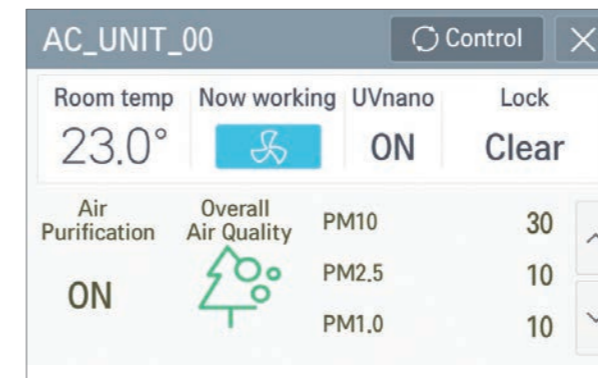 AC_UNIT_00 Control
Room temp Now working UVnano Lock
23.0° ON Clear
Air Purification Overall Air Quality PM10 30
ON PM2.5 10
PM1.0 10